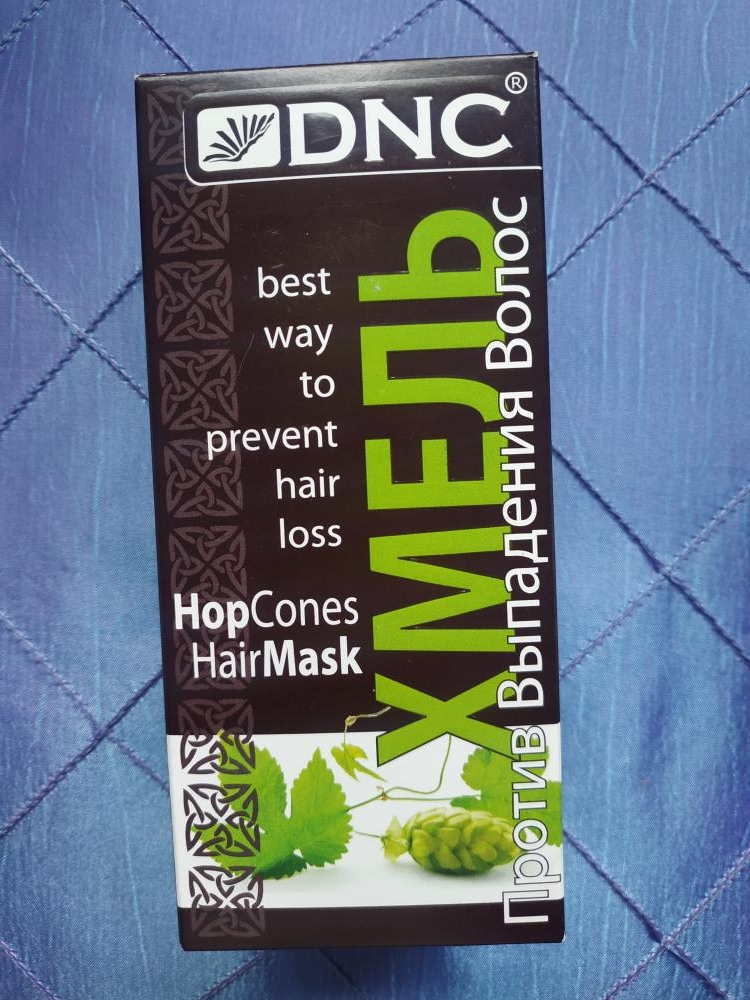 DNC®
best
way
to
prevent
hair
loss
HopCones
HairMask
ХМЕЛЬ
Против Выпадения Волос